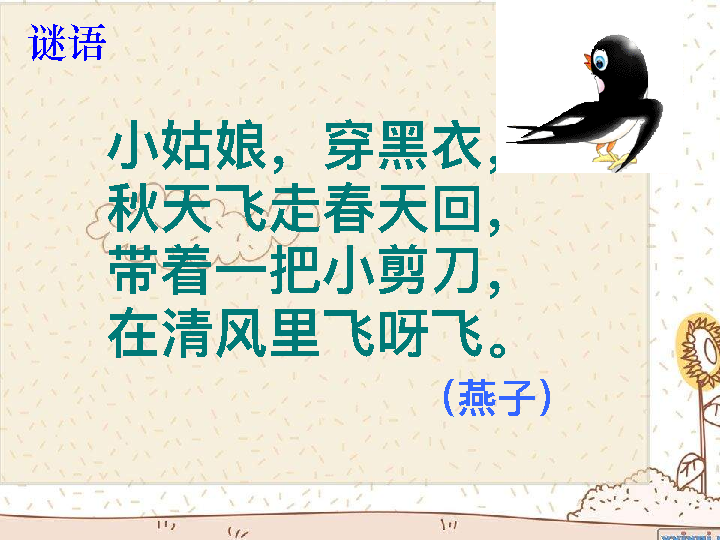 谜语
小姑娘，穿黑衣，
秋天飞走春天回，
带着一把小剪刀，
在清风里飞呀飞。
（燕子）